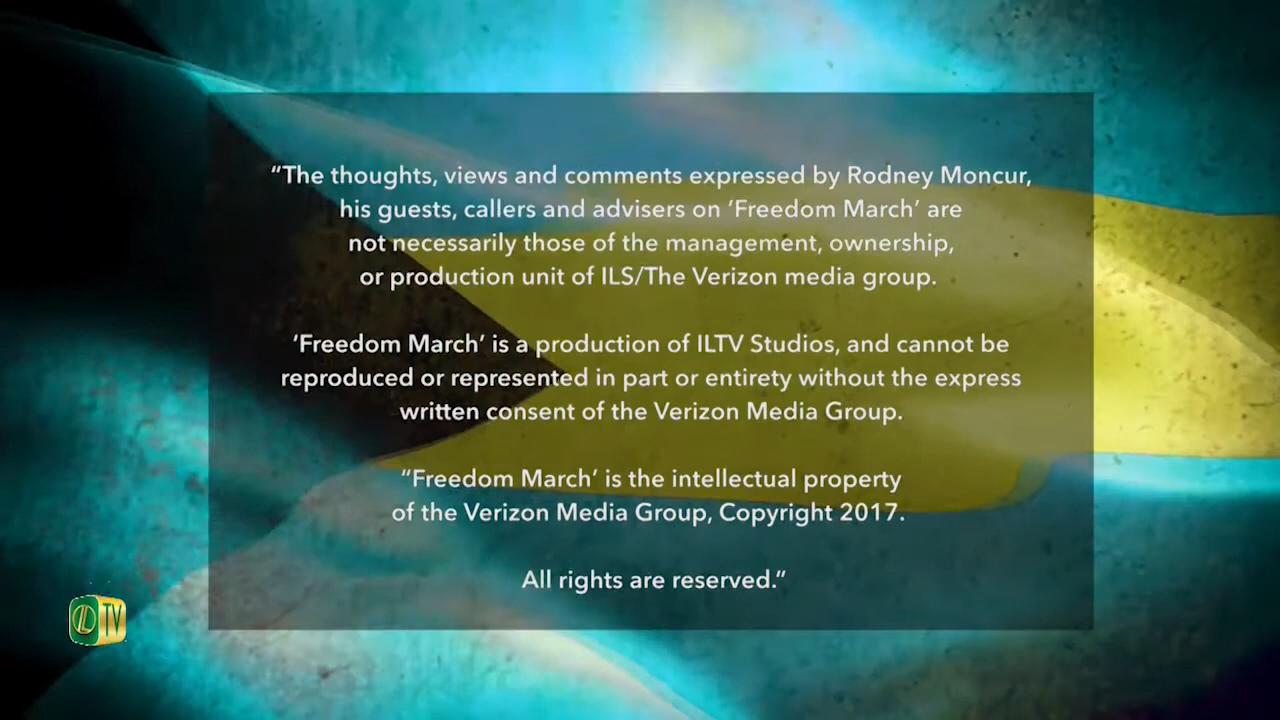 “The thoughts, views and comments expressed by Rodney Moncur,
his guests, callers and advisers on ‘Freedom March’ are
not necessarily those of the management, ownership,
or production unit of ILS/The Verizon media group.
‘Freedom March’ is a production of ILTV Studios, and cannot be
reproduced or represented in part or entirety without the express
written consent of the Verizon Media Group.
“Freedom March’ is the intellectual property
of the Verizon Media Group, Copyright 2017.
All rights are reserved.”
IL TV